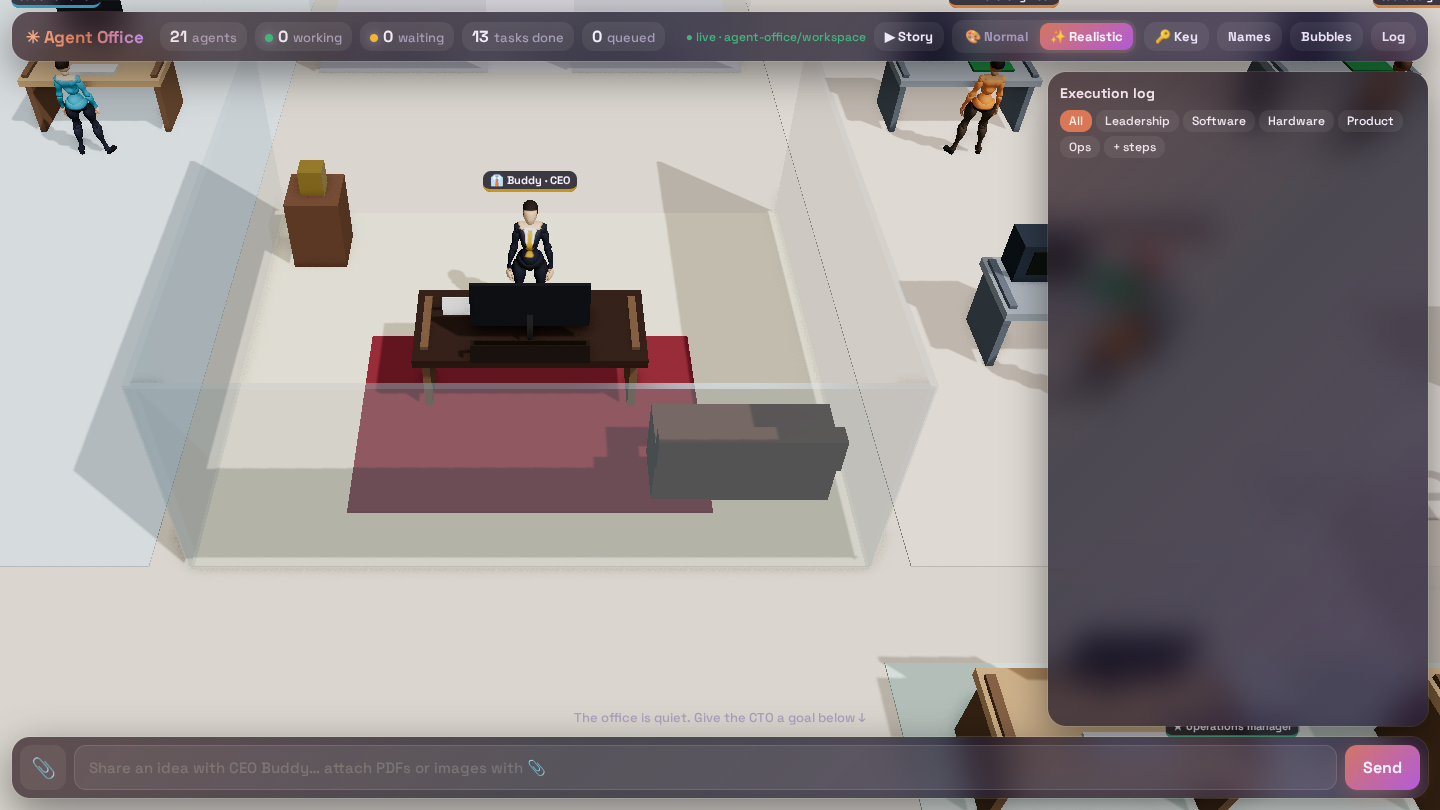 ✳ Agent Office
21 agents
0 working
0 waiting
13 tasks done
0 queued
● live · agent-office/workspace
▶ Story
🎨 Normal
✨ Realistic
🔑 Key
Names
Bubbles
Log
Execution log
All
Leadership
Software
Hardware
Product
Ops
+ steps
👔 Buddy · CEO
The office is quiet. Give the CTO a goal below ↓
★ Operations manager
📎
Share an idea with CEO Buddy… attach PDFs or images with 📎
Send